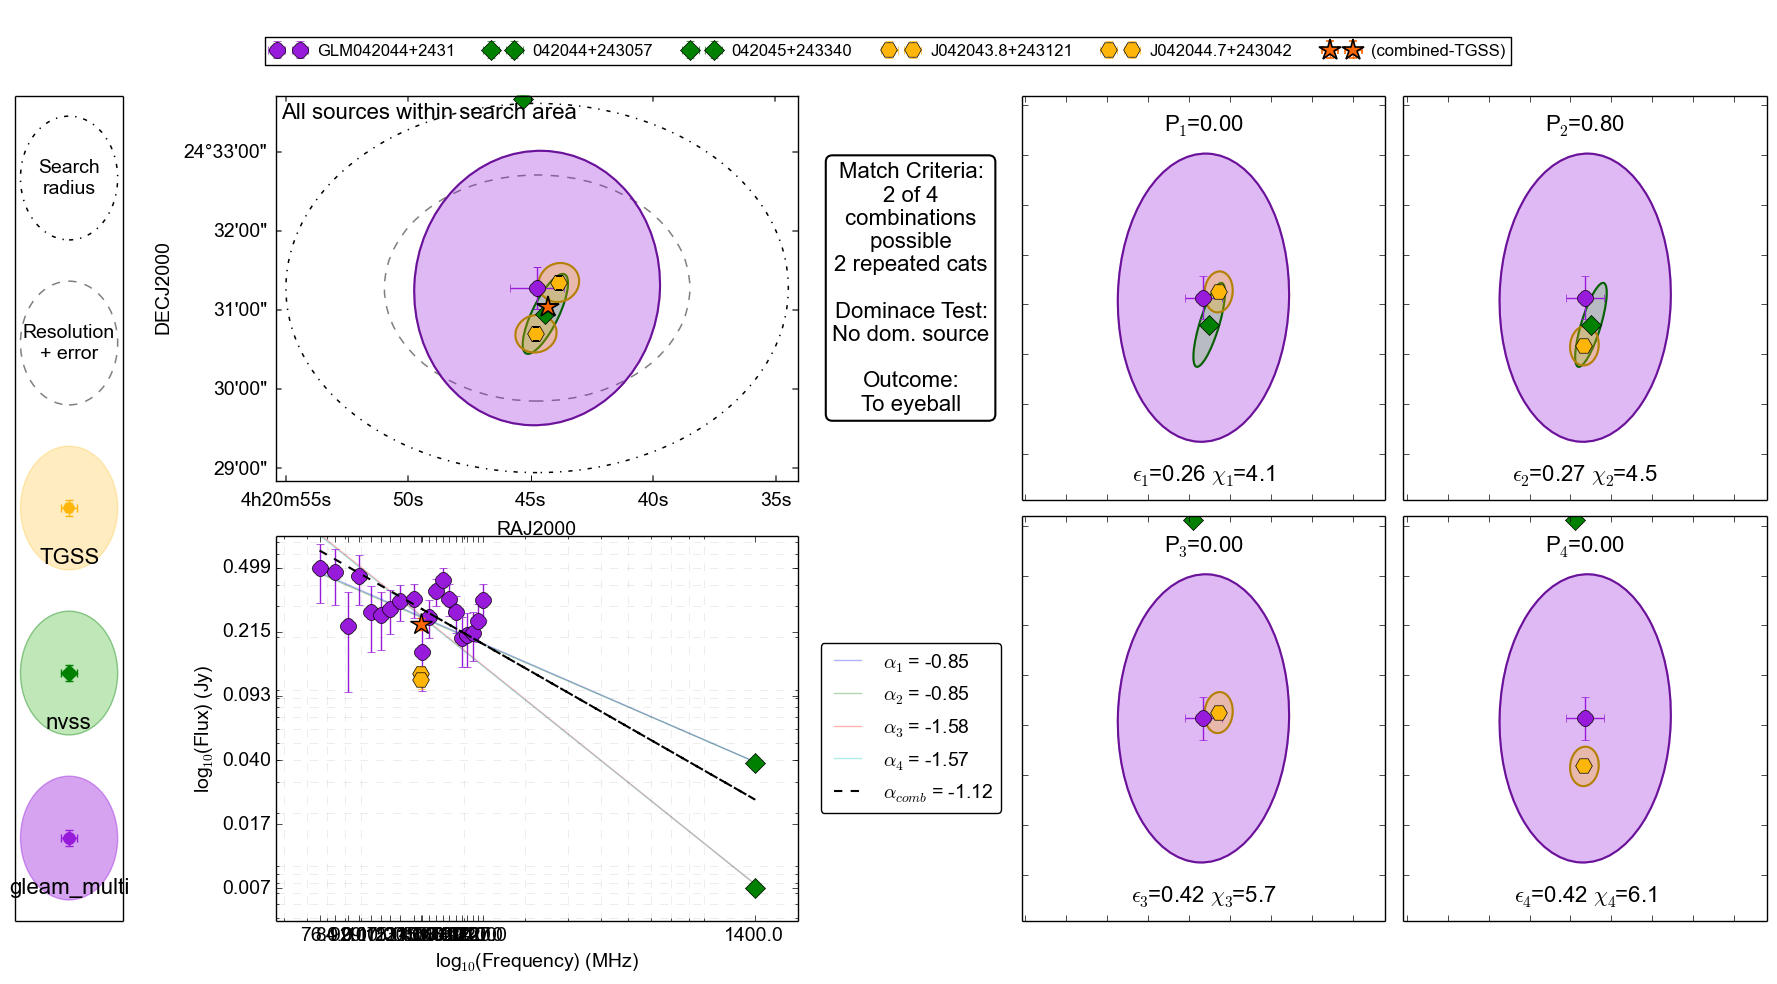 GLM042044+2431 042044+243057 042045+243340 J042043.8+243121 J042044.7+243042 (combined-TGSS)
Search
radius
Resolution
+ error
TGSS
nvss
gleam_multi
All sources within search area
DECJ2000
24°33'00"
32'00"
31'00"
30'00"
29'00"
4h20m55s 50s 45s 40s 35s
RAJ2000
Match Criteria:
2 of 4
combinations
possible
2 repeated cats
Dominace Test:
No dom. source
Outcome:
To eyeball
P1=0.00
ϵ1=0.26 χ1=4.1
P2=0.80
ϵ2=0.27 χ2=4.5
P3=0.00
ϵ3=0.42 χ3=5.7
P4=0.00
ϵ4=0.42 χ4=6.1
log10(Flux) (Jy)
0.499
0.215
0.093
0.040
0.017
0.007
1400.0
log10(Frequency) (MHz)
α1 = -0.85
α2 = -0.85
α3 = -1.58
α4 = -1.57
αcomb = -1.12